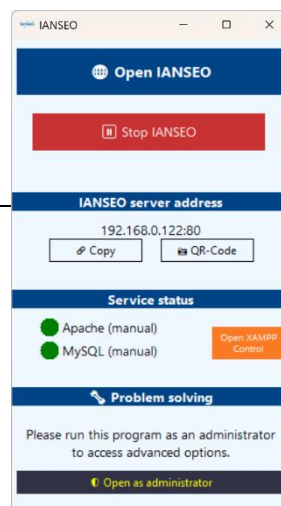 IANSEO
Open IANSEO
Stop IANSEO
IANSEO server address
192.168.0.122:80
Copy
QR-Code
Service status
Apache (manual)
MySQL (manual)
Open XAMPP
Control
Problem solving
Please run this program as an administrator
to access advanced options.
Open as administrator